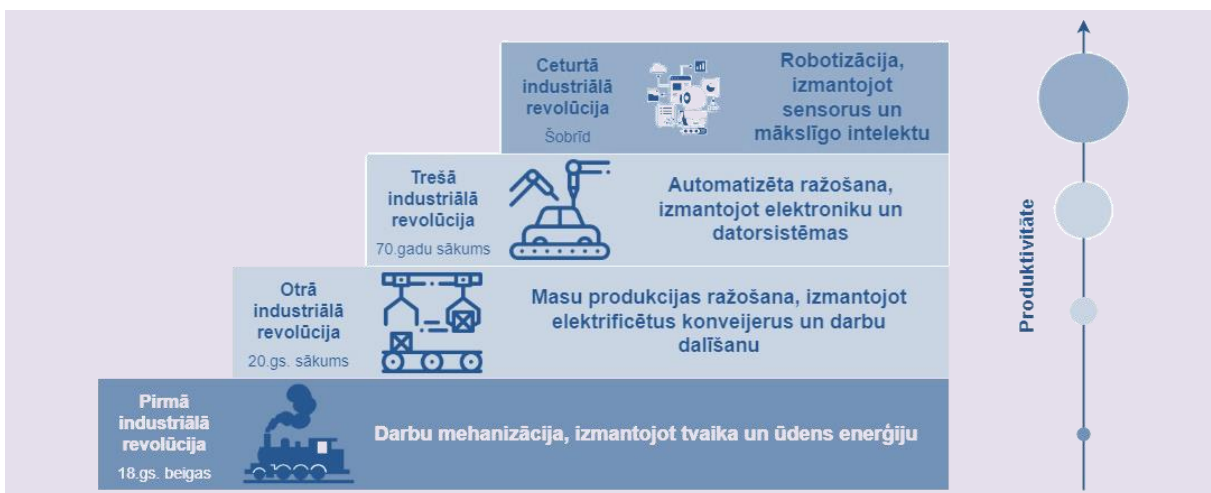 Ceturtā
industriālā
revolūcija
Šobrīd
Robotizācija,
izmantojot
sensorus un
mākslīgo intelektu
Trešā
industriālā
revolūcija
70.gadu sākums
Automatizēta ražošana,
izmantojot elektroniku un
datorsistēmas
Otrā
industriālā
revolūcija
20.gs. sākums
Masu produkcijas ražošana, izmantojot
elektrificētus konveijerus un darbu
dalīšanu
Pirmā
industriālā
revolūcija
18.gs. beigas
Darbu mehanizācija, izmantojot tvaika un ūdens enerģiju
Produktivitāte